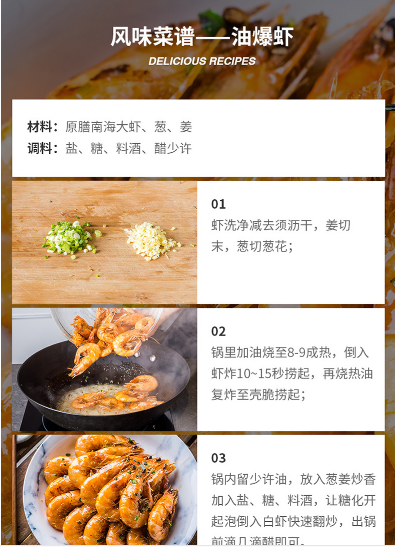 风味菜谱——油爆虾
DELICIOUS RECIPES
材料：原膳南海大虾、葱、姜
调料：盐、糖、料酒、醋少许
01
虾洗净减去须沥干，姜切
末，葱切葱花；
02
锅里加油烧至8-9成热，倒入
虾炸10~15秒捞起，再烧热油
复炸至壳脆捞起；
03
锅内留少许油，放入葱姜炒香
加入盐、糖、料酒，让糖化开
起泡倒入白虾快速翻炒，出锅
前滴几滴醋即可。